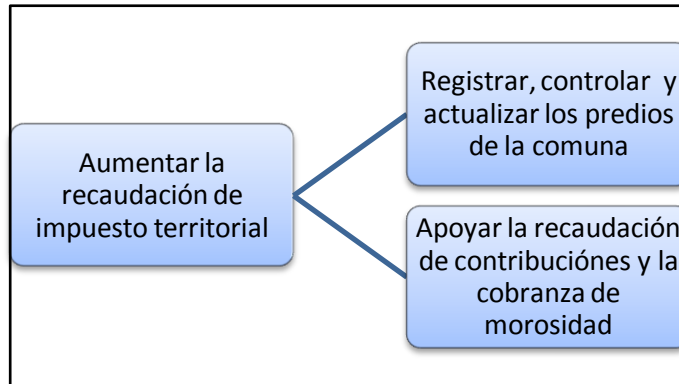 Aumentar la
recaudación de
impuesto territorial
Registrar, controlar y
actualizar los predios
de la comuna
Apoyar la recaudación
de contribuciónes y la
cobranza de
morosidad